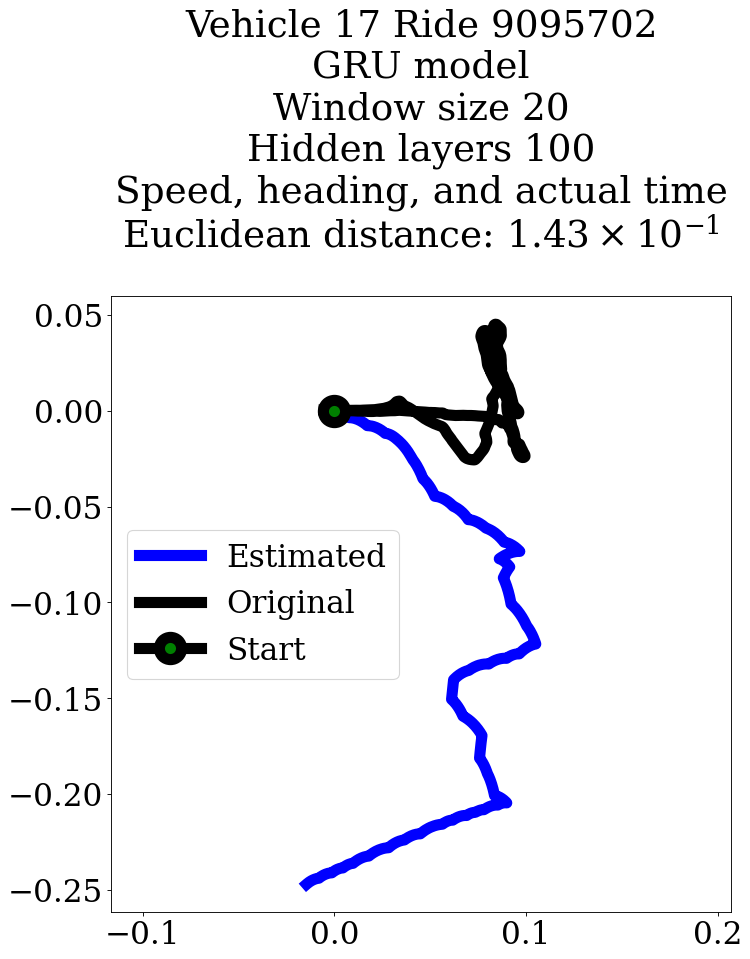 Vehicle 17 Ride 9095702
GRU model
Window size 20
Hidden layers 100
Speed, heading, and actual time
Euclidean distance: 1.43 × 10⁻¹
0.05
0.00
−0.05
−0.10
−0.15
−0.20
−0.25
Estimated
Original
Start
−0.1
0.0
0.1
0.2